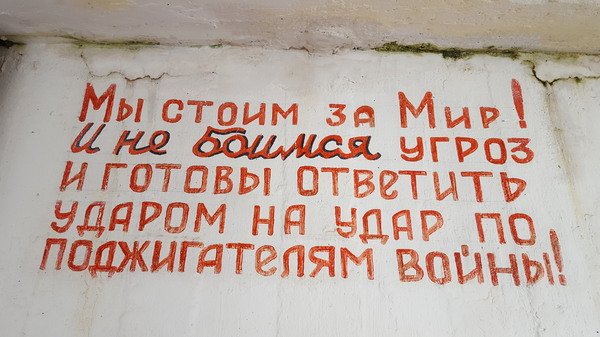 Мы стоим за Мир!
И не боимся угроз
и готовы ответить
ударом на удар по
поджигателям войны!